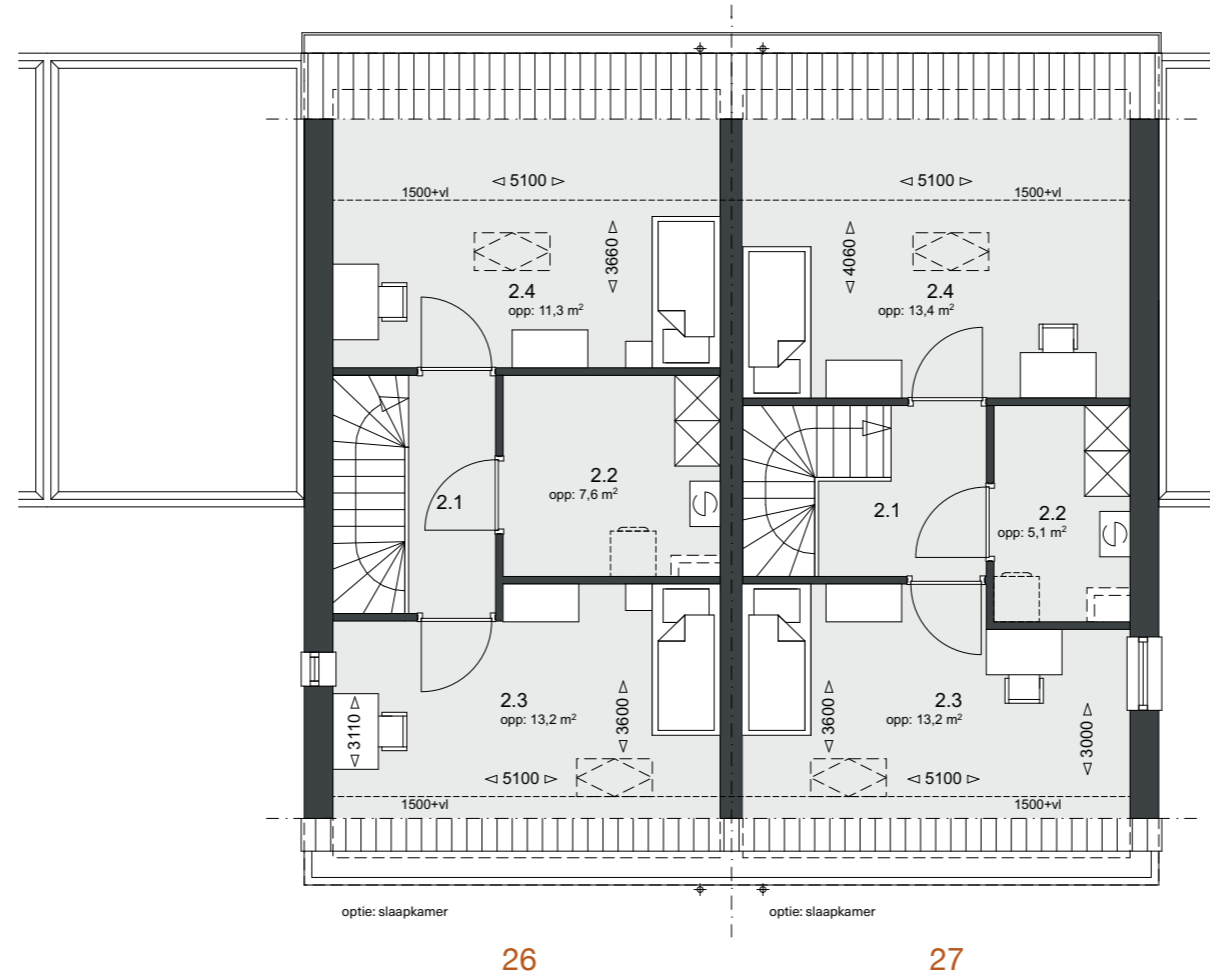 ◁ 5100 ▷
1500+vl
◁ 3660 ▷
2.4
opp: 11,3 m²
◁ 5100 ▷
1500+vl
◁ 4060 ▷
2.4
opp: 13,4 m²
2.1
2.2
opp: 7,6 m²
2.1
2.2
opp: 5,1 m²
2.3
opp: 13,2 m²
◁ 3110 ▷
◁ 3600 ▷
◁ 5100 ▷
1500+vl
2.3
opp: 13,2 m²
◁ 3600 ▷
◁ 3000 ▷
◁ 5100 ▷
1500+vl
optie: slaapkamer
optie: slaapkamer
26
27